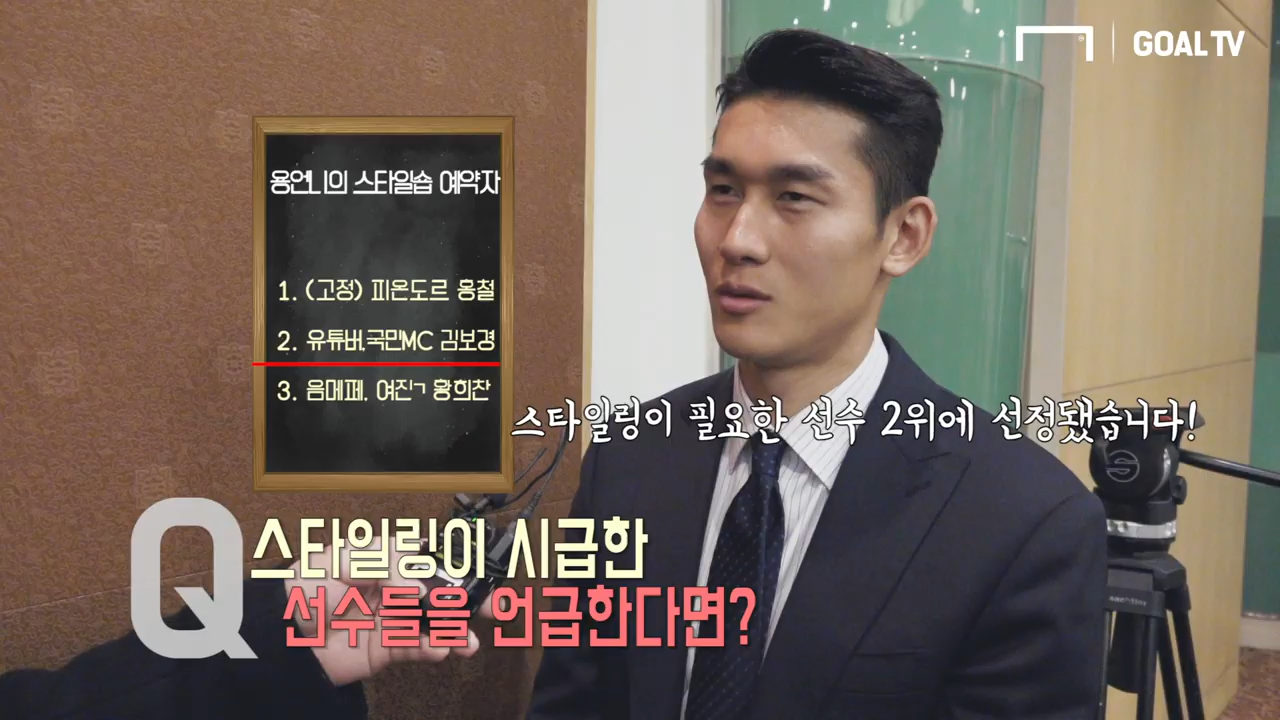 GOAL TV
용언니의 스타일숍 예약자
1. (고정) 피온도르 홍철
2. 유튜버,국민MC 김보경
3. 음메페, 여진ㄱ 황희찬
스타일링이 필요한 선수 2위에 선정됐습니다!
Q 스타일링이 시급한
선수들을 언급한다면?